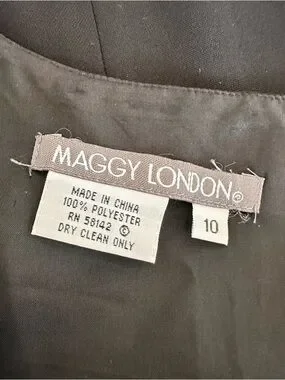 MAGGY LONDON®
MADE IN CHINA
100% POLYESTER
RN 58142 ©
DRY CLEAN ONLY
10